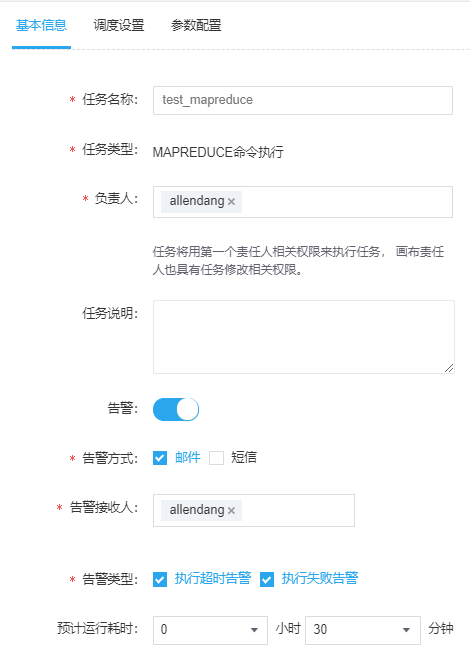 基本信息 调度设置 参数配置
* 任务名称: test_mapreduce
* 任务类型: MAPREDUCE命令执行
* 负责人: allendang ×
任务将用第一个责任人相关权限来执行任务, 画布责任
人也具有任务修改相关权限。
任务说明:
告警:
* 告警方式: 邮件 短信
* 告警接收人: allendang ×
* 告警类型: 执行超时告警 执行失败告警
预计运行耗时: 0 小时 30 分钟